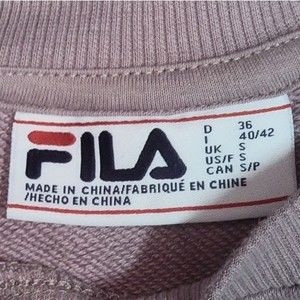 FILA
D 36
I 40/42
UK S
US/F S
CAN S/P
MADE IN CHINA/FABRIQUÉ EN CHINE
/HECHO EN CHINA